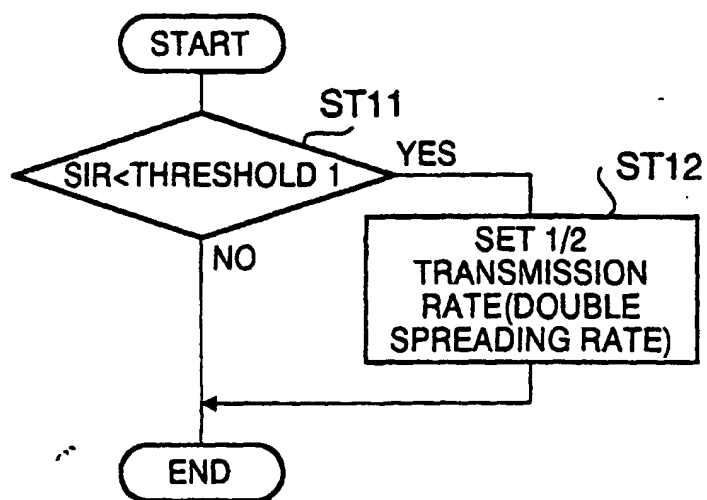 START
ST11
SIR<THRESHOLD 1
YES
ST12
SET 1/2
TRANSMISSION
RATE(DOUBLE
SPREADING RATE)
NO
END